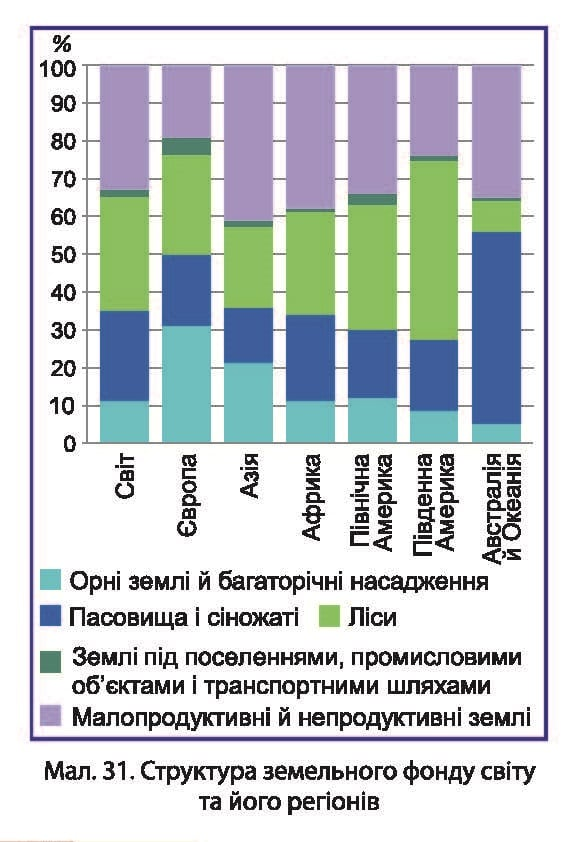 %
100
90
80
70
60
50
40
30
20
10
0
Світ
Європа
Азія
Африка
Північна
Америка
Південна
Америка
Австралія
й Океанія
Орні землі й багаторічні насадження
Пасовища і сіножаті Ліси
Землі під поселеннями, промисловими
об’єктами і транспортними шляхами
Малопродуктивні й непродуктивні землі
Мал. 31. Структура земельного фонду світу
та його регіонів